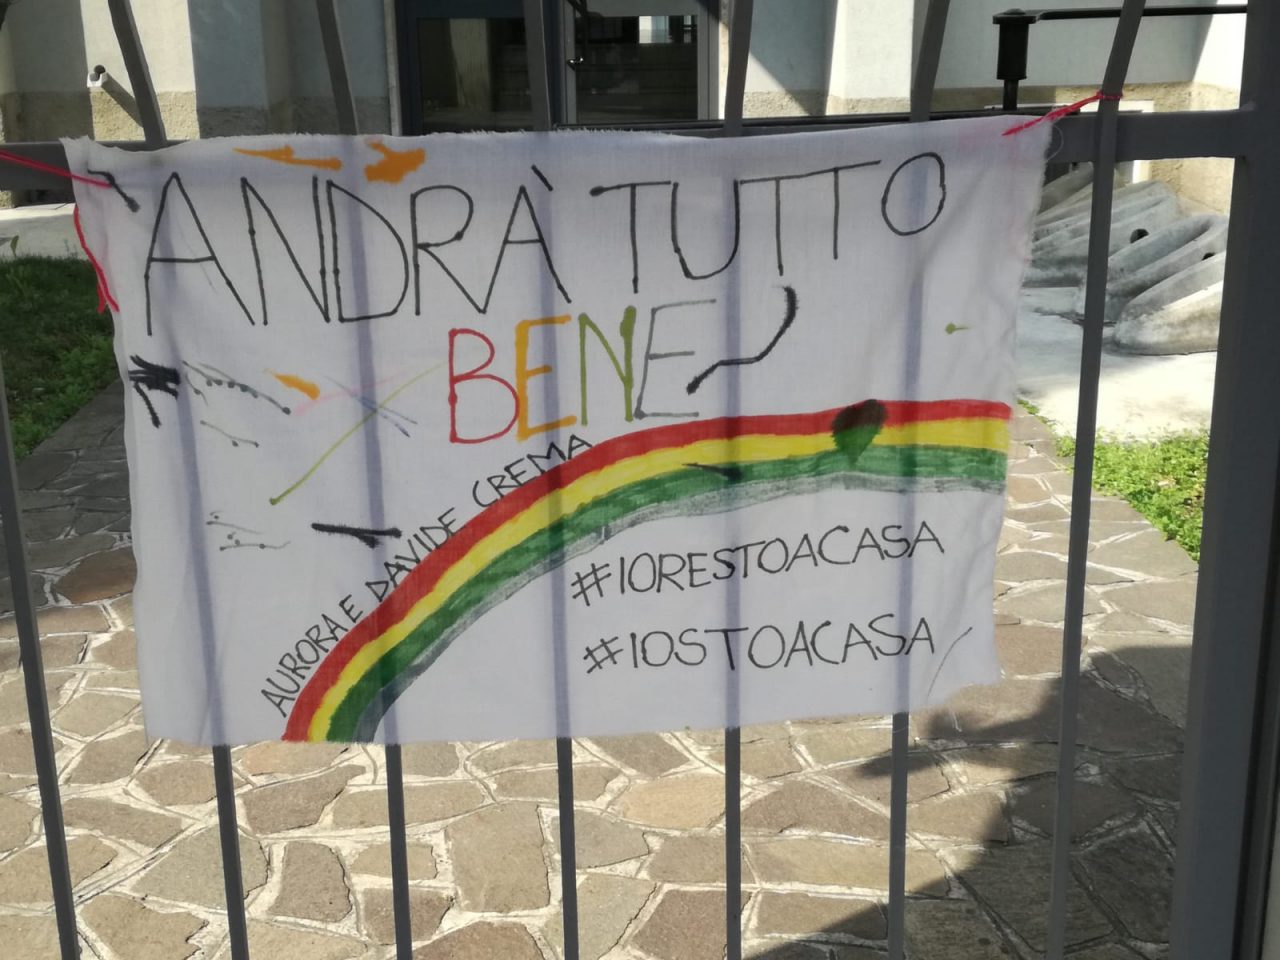 ANDRÀ TUTTO
BENE
AURORA E DAVIDE CREMA
#IORESTOACASA
#IOSTOACASA